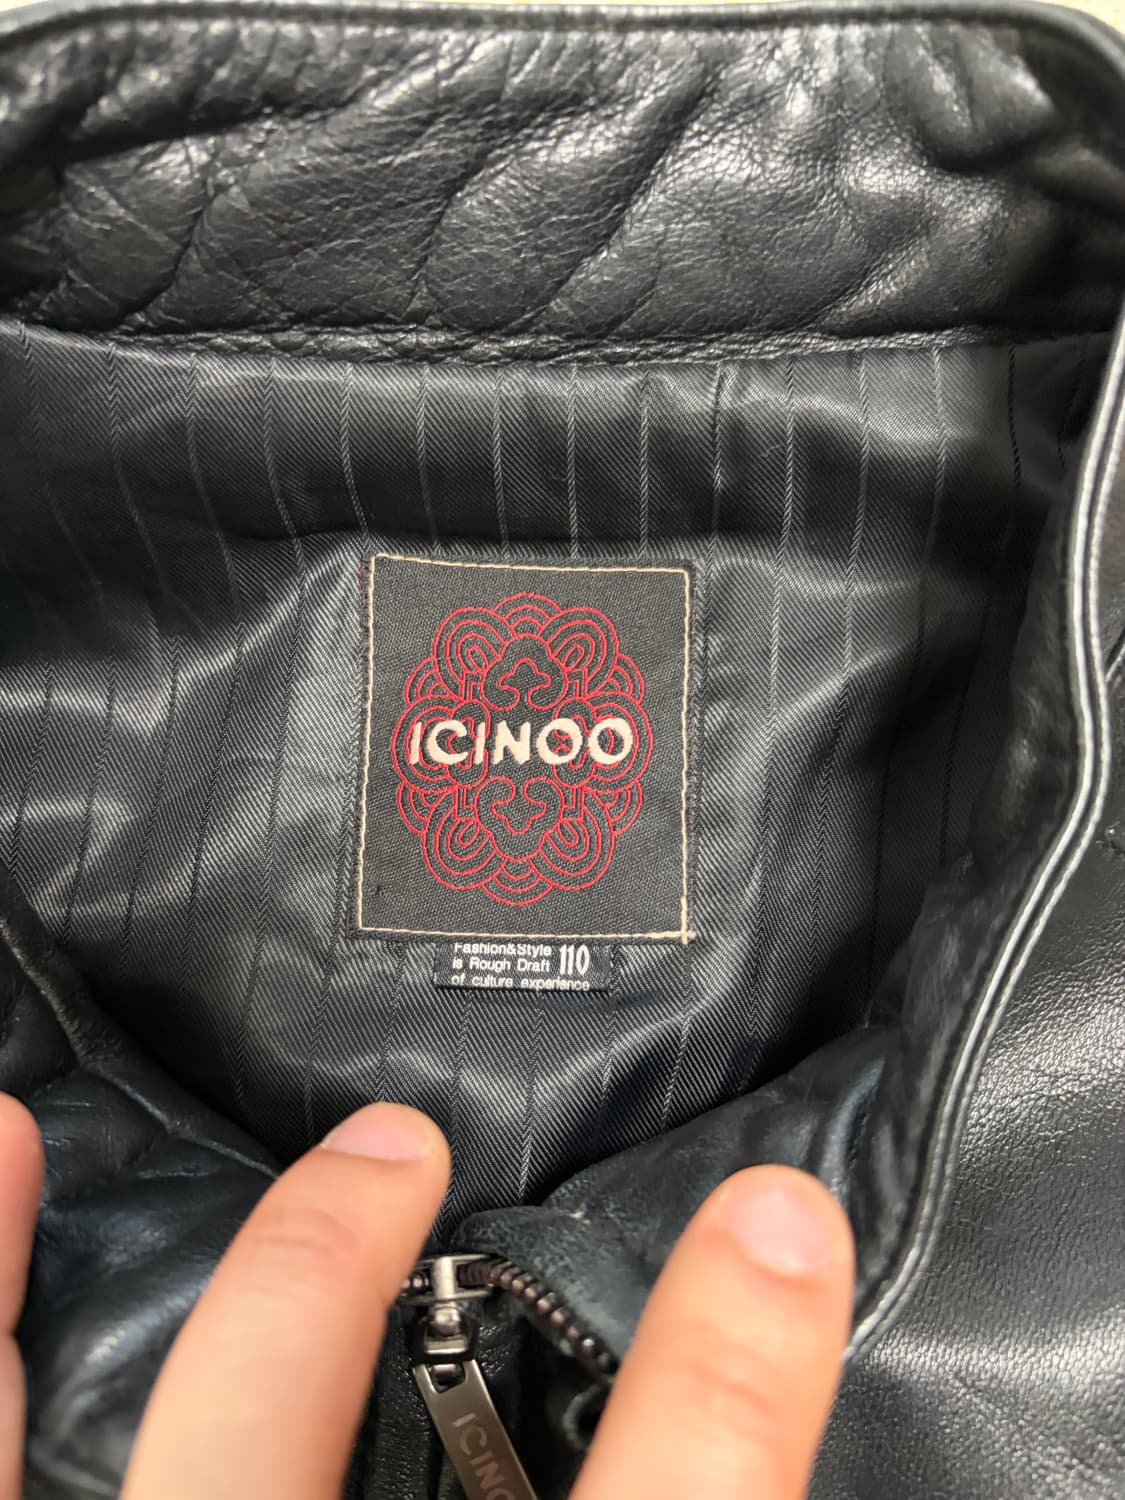 ICINOO
Fashion&Style
is Rough Draft 110
of culture experience
ICINO